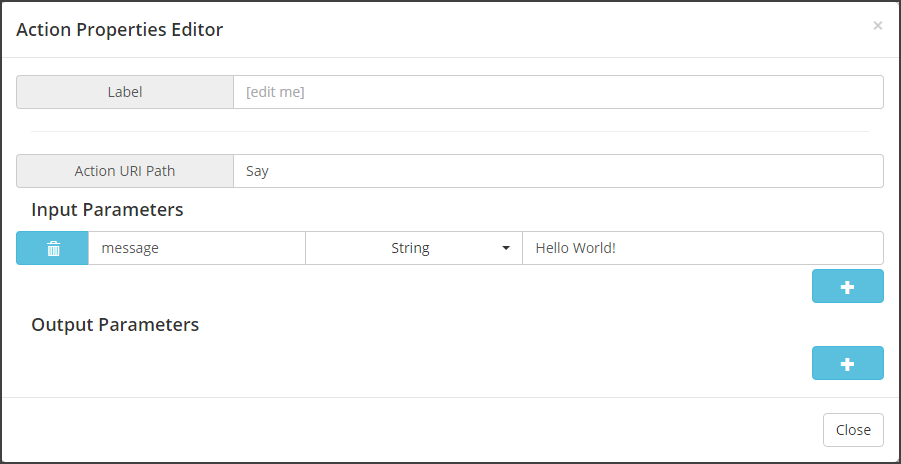 Action Properties Editor ×
Label [edit me]
Action URI Path Say
Input Parameters
message String Hello World!
Output Parameters
Close